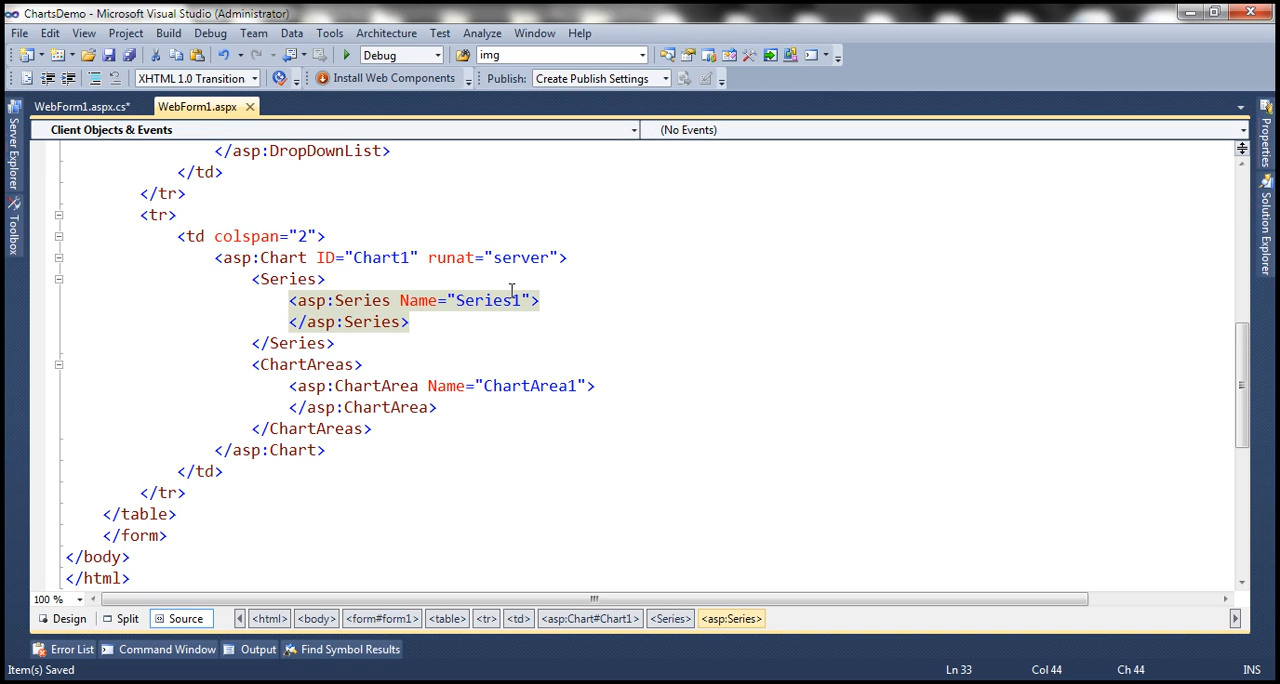 ChartsDemo - Microsoft Visual Studio (Administrator)
File Edit View Project Build Debug Team Data Tools Architecture Test Analyze Window Help
Debug img
XHTML 1.0 Transition Install Web Components Publish: Create Publish Settings
WebForm1.aspx.cs* WebForm1.aspx
Client Objects & Events (No Events)
Server Explorer
Toolbox
Properties
Solution Explorer
</asp:DropDownList>
</td>
</tr>
<tr>
<td colspan="2">
<asp:Chart ID="Chart1" runat="server">
<Series>
<asp:Series Name="Series1">
</asp:Series>
</Series>
<ChartAreas>
<asp:ChartArea Name="ChartArea1">
</asp:ChartArea>
</ChartAreas>
</asp:Chart>
</td>
</tr>
</table>
</form>
</body>
</html>
100 %
Design Split Source <html> <body> <form#form1> <table> <tr> <td> <asp:Chart#Chart1> <Series> <asp:Series>
Error List Command Window Output Find Symbol Results
Item(s) Saved Ln 33 Col 44 Ch 44 INS